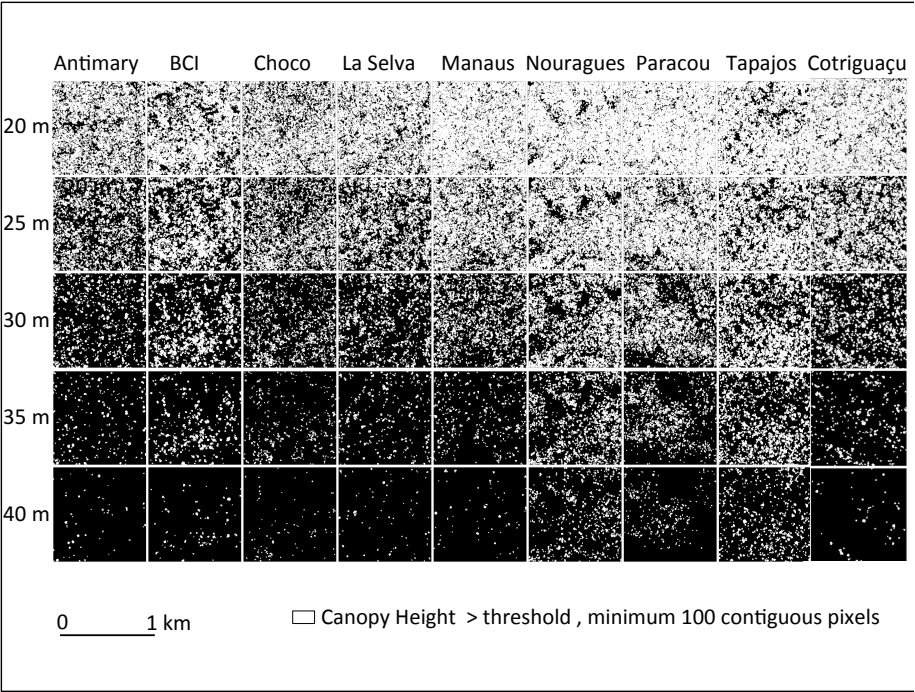 Antimary BCI Choco La Selva Manaus Nouragues Paracou Tapajos Cotriguaçu
20 m
25 m
30 m
35 m
40 m
0 1 km
Canopy Height > threshold , minimum 100 contiguous pixels